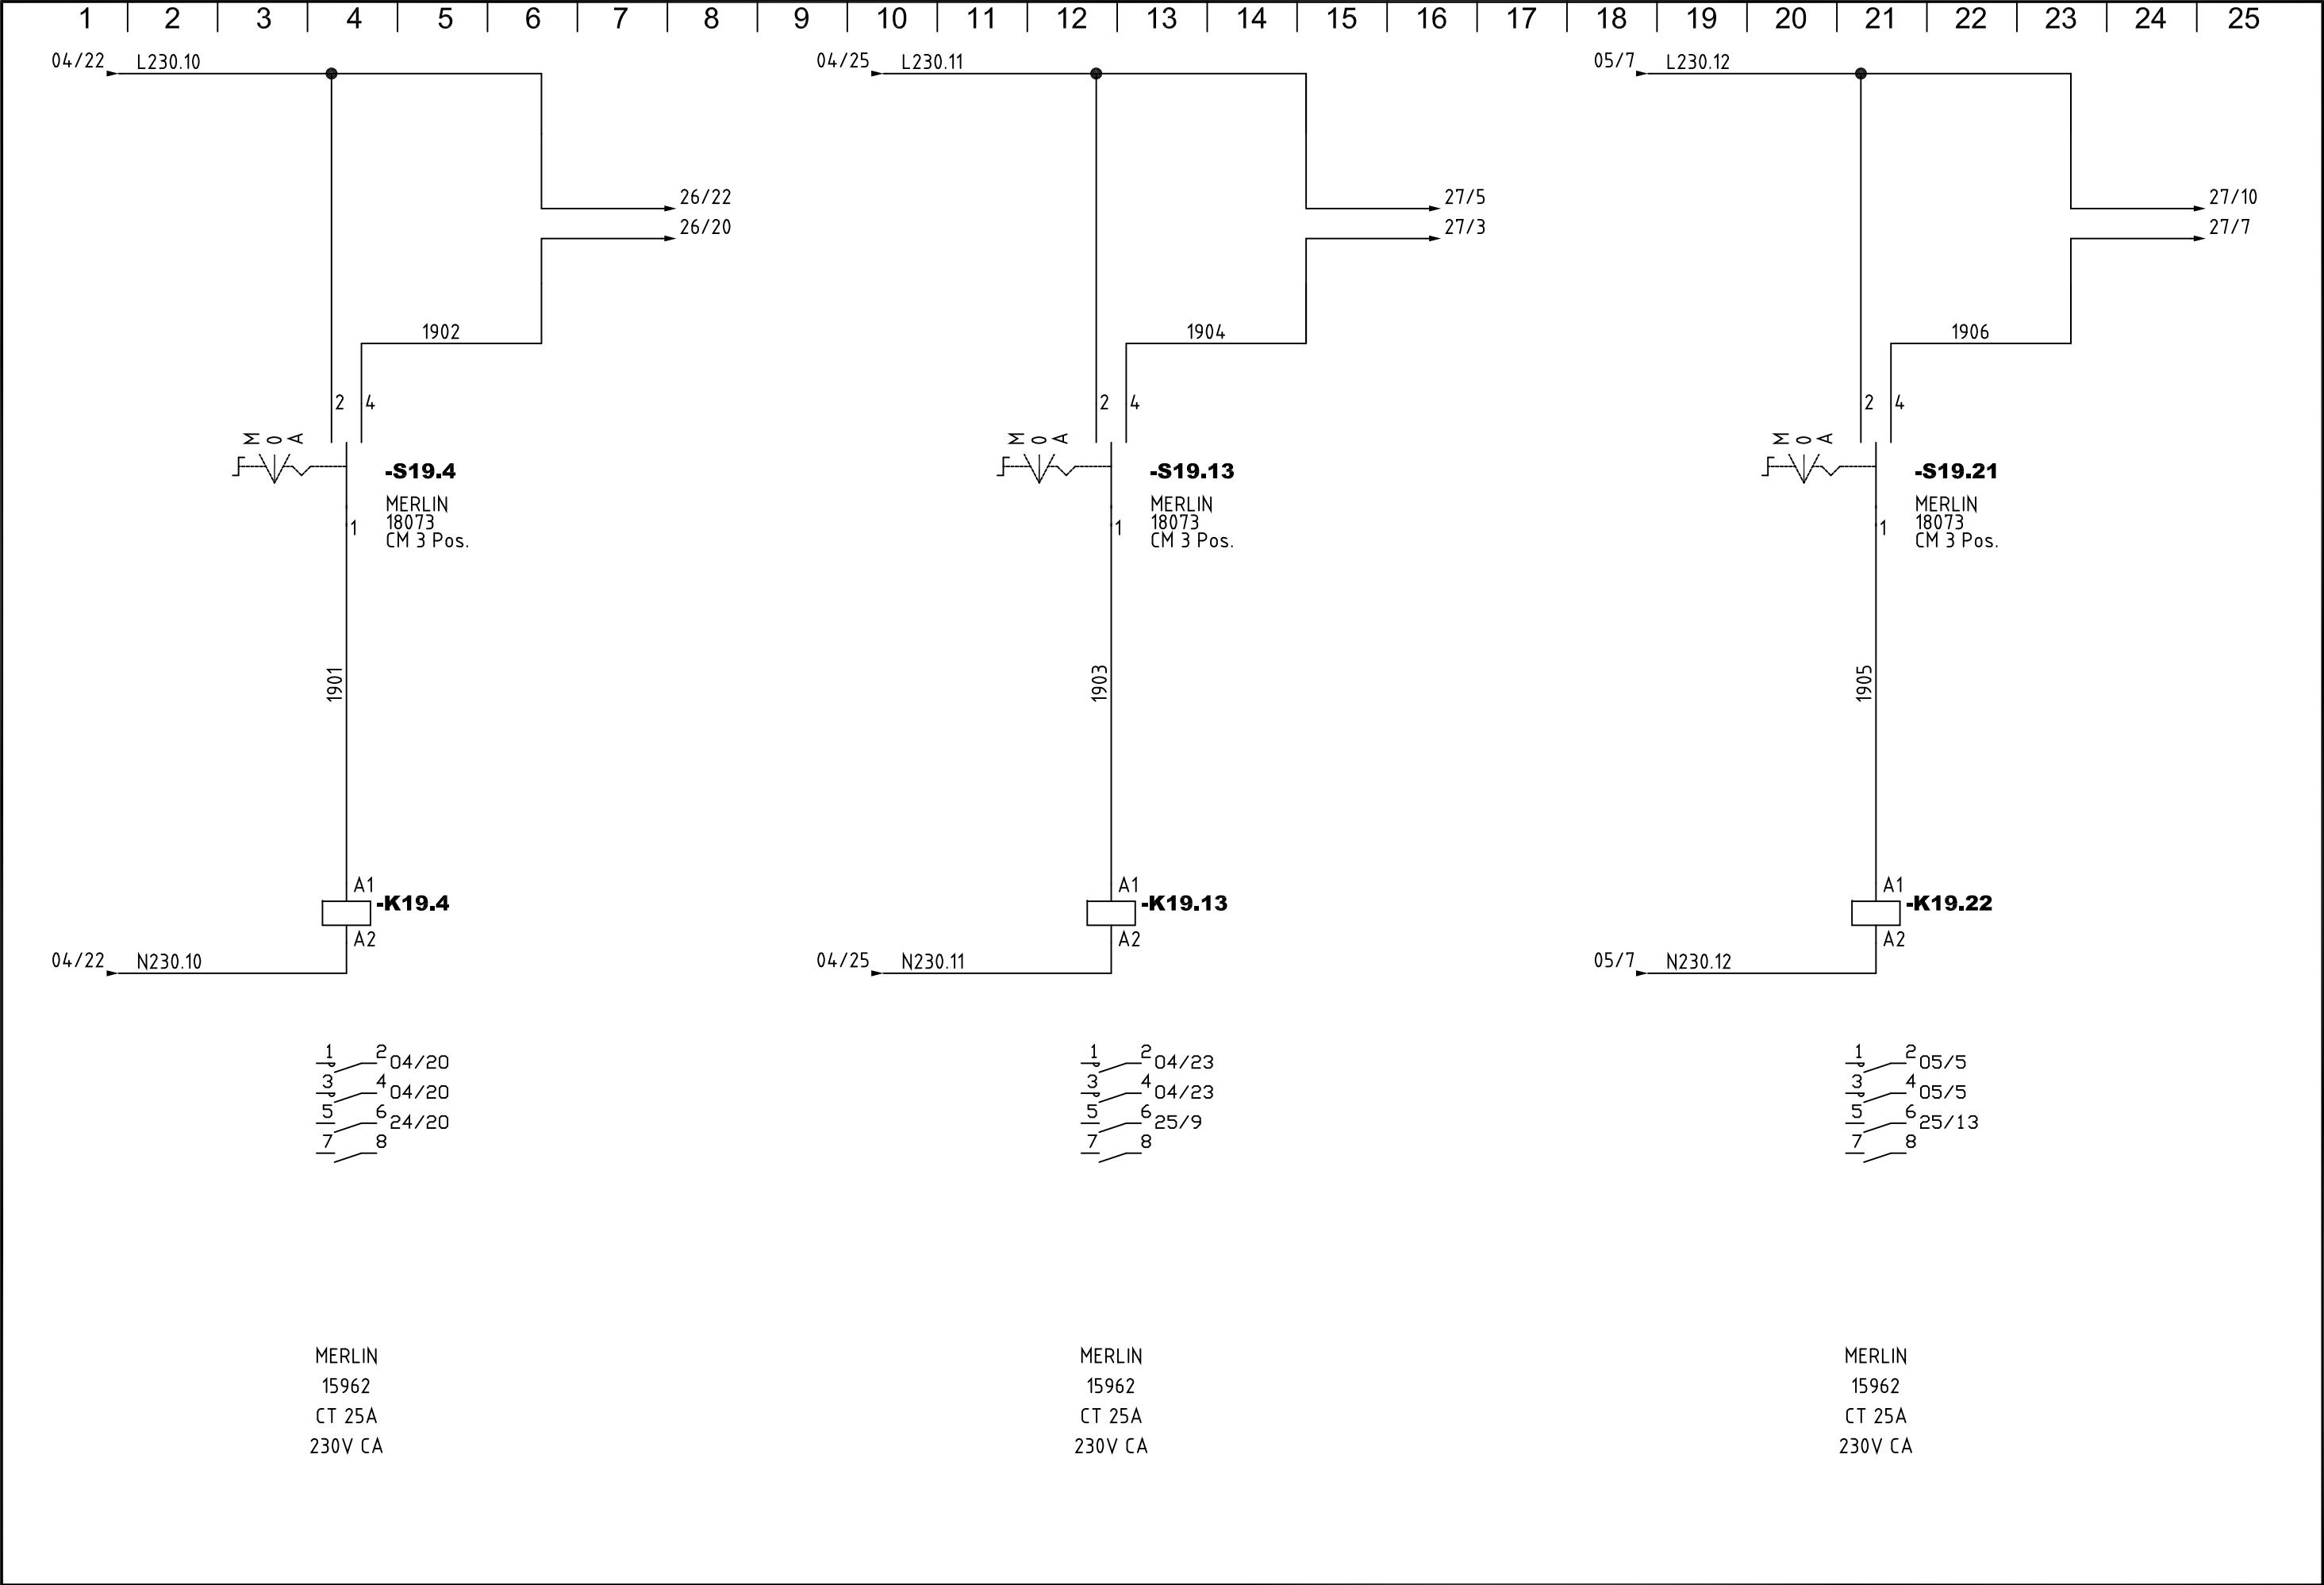 1 2 3 4 5 6 7 8 9 10 11 12 13 14 15 16 17 18 19 20 21 22 23 24 25
04/22 L230.10 04/25 L230.11 05/7 L230.12
26/22 27/5 27/10
26/20 27/3 27/7
1902 1904 1906
2 4 2 4 2 4
M O A M O A M O A
-S19.4 -S19.13 -S19.21
MERLIN MERLIN MERLIN
18073 18073 18073
1 CM 3 Pos. 1 CM 3 Pos. 1 CM 3 Pos.
1901 1903 1905
A1 A1 A1
-K19.4 -K19.13 -K19.22
A2 A2 A2
04/22 N230.10 04/25 N230.11 05/7 N230.12
1 2 04/20 1 2 04/23 1 2 05/5
3 4 04/20 3 4 04/23 3 4 05/5
5 6 24/20 5 6 25/9 5 6 25/13
7 8 7 8 7 8
MERLIN MERLIN MERLIN
15962 15962 15962
CT 25A CT 25A CT 25A
230V CA 230V CA 230V CA